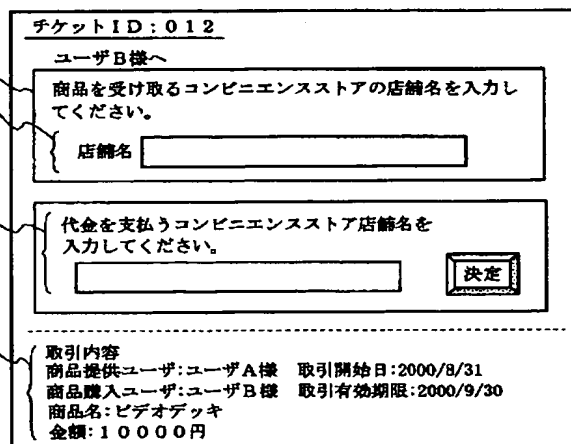 チケットID:012
ユーザB様へ
商品を受け取るコンビニエンスストアの店舗名を入力し
てください。
店舗名
代金を支払うコンビニエンスストア店舗名を
入力してください。
決定
取引内容
商品提供ユーザ:ユーザA様 取引開始日:2000/8/31
商品購入ユーザ:ユーザB様 取引有効期限:2000/9/30
商品名:ビデオデッキ
金額:10000円